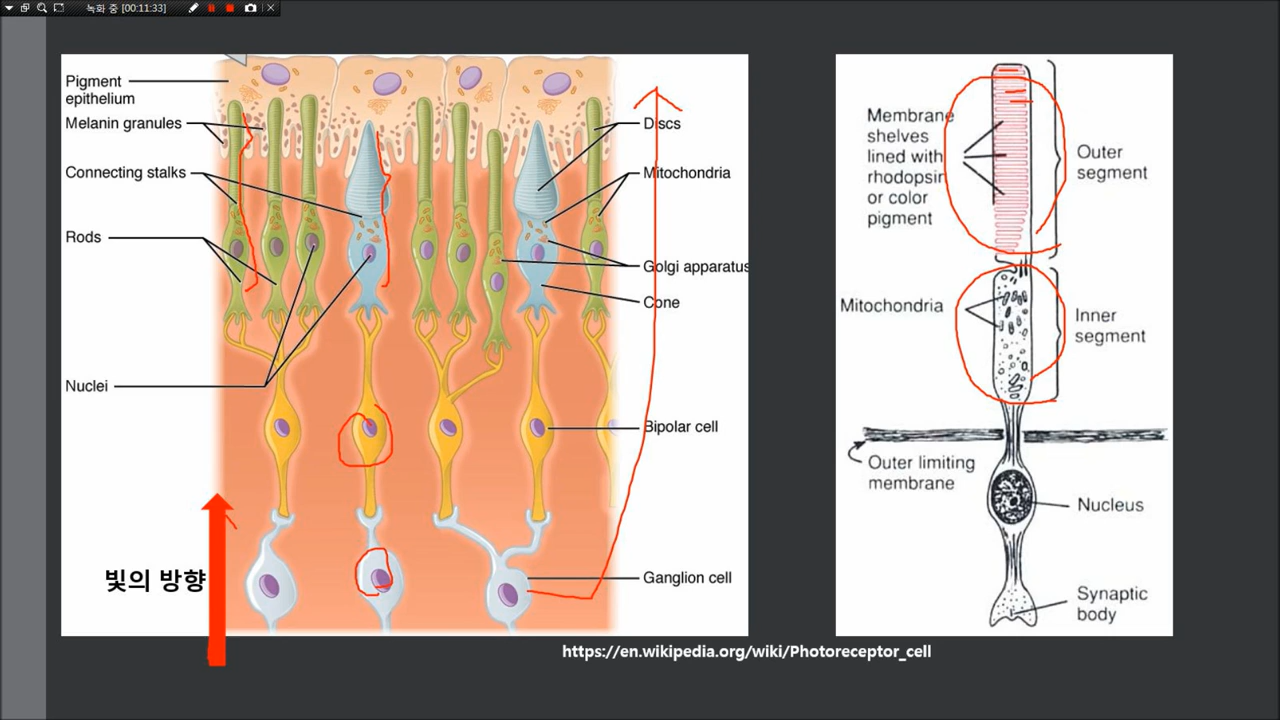 녹화 중 [00:11:33]
Pigment
epithelium
Melanin granules
Connecting stalks
Rods
Nuclei
Discs
Mitochondria
Golgi apparatus
Cone
Bipolar cell
Ganglion cell
빛의 방향
Membrane
shelves
lined with
rhodopsin
or color
pigment
Outer
segment
Mitochondria
Inner
segment
Outer limiting
membrane
Nucleus
Synaptic
body
https://en.wikipedia.org/wiki/Photoreceptor_cell